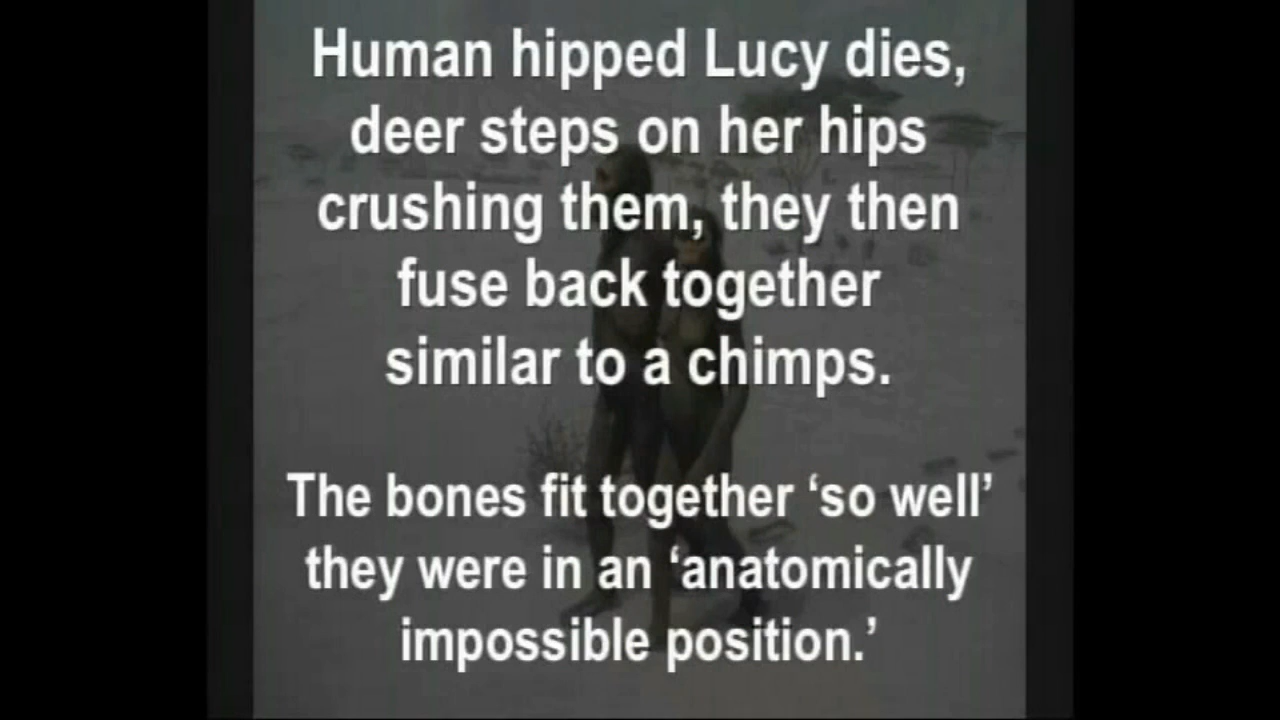 Human hipped Lucy dies,
deer steps on her hips
crushing them, they then
fuse back together
similar to a chimps.
The bones fit together ‘so well’
they were in an ‘anatomically
impossible position.’